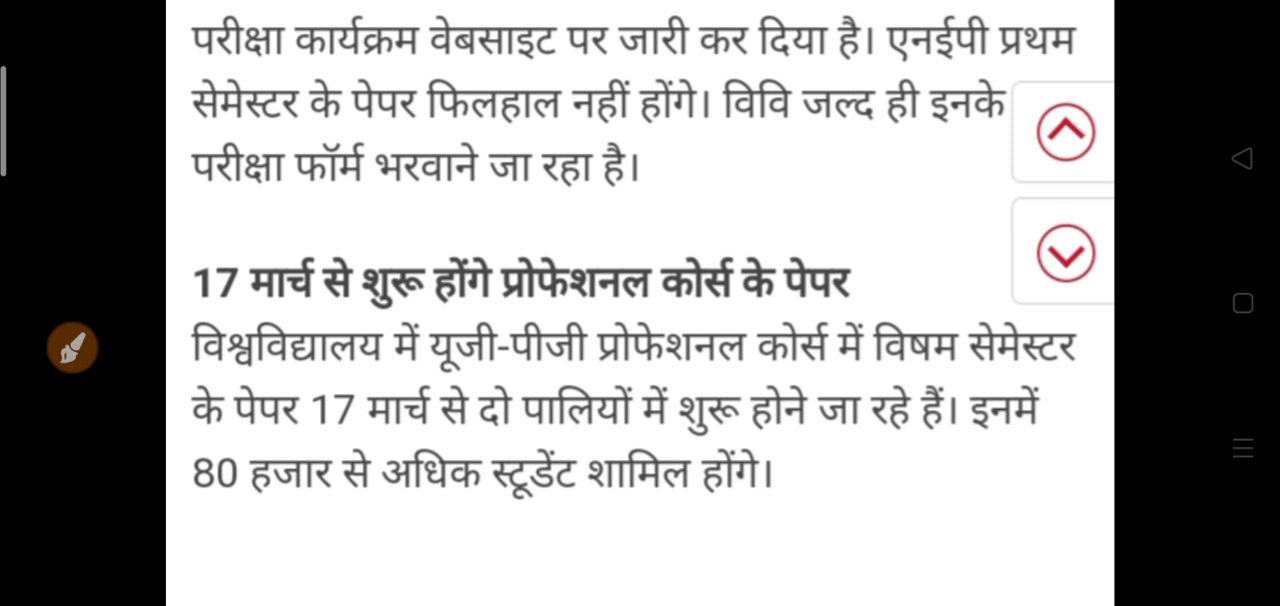 परीक्षा कार्यक्रम वेबसाइट पर जारी कर दिया है। एनईपी प्रथम
सेमेस्टर के पेपर फिलहाल नहीं होंगे। विवि जल्द ही इनके
परीक्षा फॉर्म भरवाने जा रहा है।
17 मार्च से शुरू होंगे प्रोफेशनल कोर्स के पेपर
विश्वविद्यालय में यूजी-पीजी प्रोफेशनल कोर्स में विषम सेमेस्टर
के पेपर 17 मार्च से दो पालियों में शुरू होने जा रहे हैं। इनमें
80 हजार से अधिक स्टूडेंट शामिल होंगे।